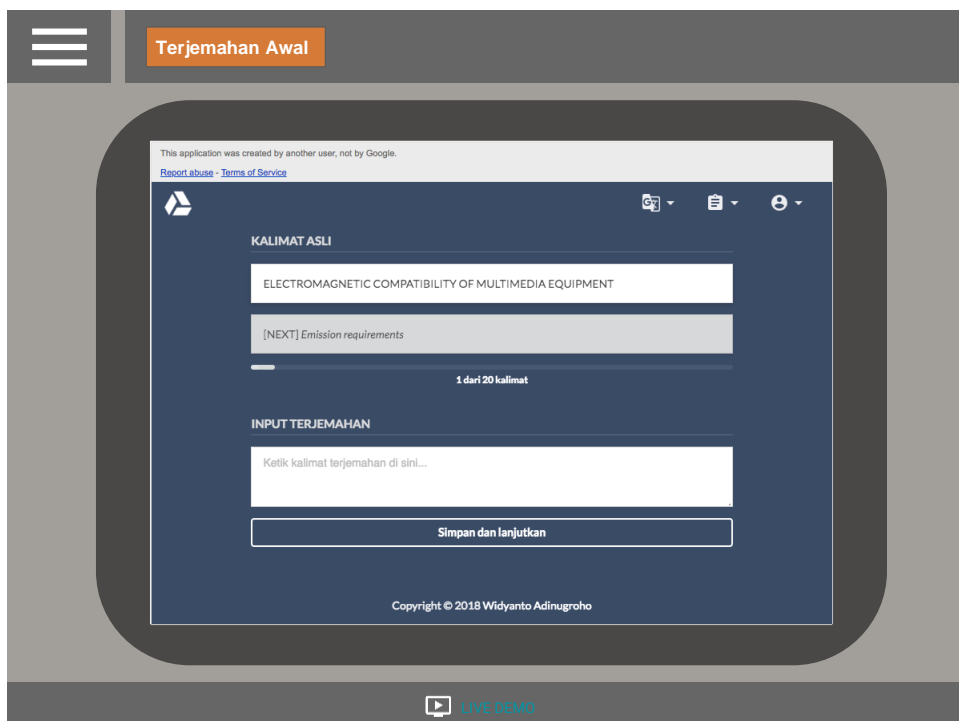 Terjemahan Awal
This application was created by another user, not by Google.
Report abuse - Terms of Service
KALIMAT ASLI
ELECTROMAGNETIC COMPATIBILITY OF MULTIMEDIA EQUIPMENT
[NEXT] Emission requirements
1 dari 20 kalimat
INPUT TERJEMAHAN
Ketik kalimat terjemahan di sini...
Simpan dan lanjutkan
Copyright © 2018 Widyanto Adinugroho
LIVE DEMO